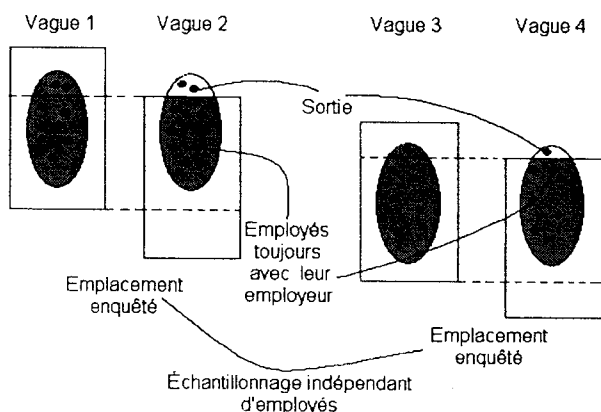 Vague 1
Vague 2
Vague 3
Vague 4
Sortie
Employés
toujours
avec leur
employeur
Emplacement
enquêté
Emplacement
enquêté
Échantillonnage indépendant
d'employés